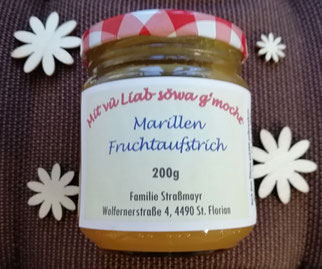 Mit vü Liab söwa g'mocht
Marillen
Fruchtaufstrich
200g
Familie Straßmayr
Wolfernerstraße 4, 4490 St. Florian